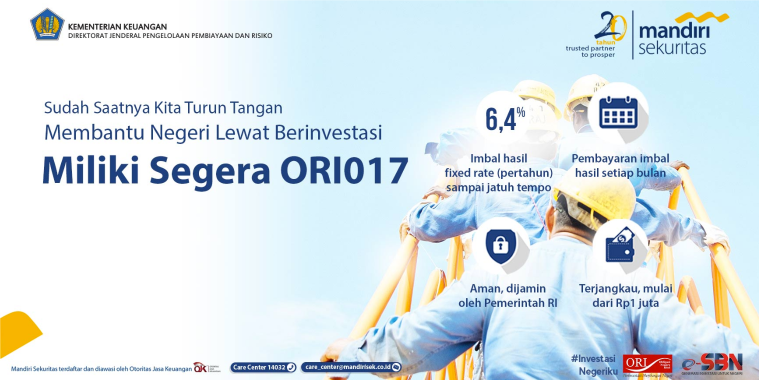 KEMENTERIAN KEUANGAN
DIREKTORAT JENDERAL PENGELOLAAN PEMBIAYAAN DAN RISIKO
20
tahun
trusted partner
to prosper
mandiri
sekuritas
Sudah Saatnya Kita Turun Tangan
Membantu Negeri Lewat Berinvestasi
Miliki Segera ORI017
6,4%
Imbal hasil
fixed rate (pertahun)
sampai jatuh tempo
Pembayaran imbal
hasil setiap bulan
Aman, dijamin
oleh Pemerintah RI
Terjangkau, mulai
dari Rp1 juta
Mandiri Sekuritas terdaftar dan diawasi oleh Otoritas Jasa Keuangan
Care Center 14032
care_center@mandirisek.co.id
#Investasi
Negeriku
ORI
e-SBN